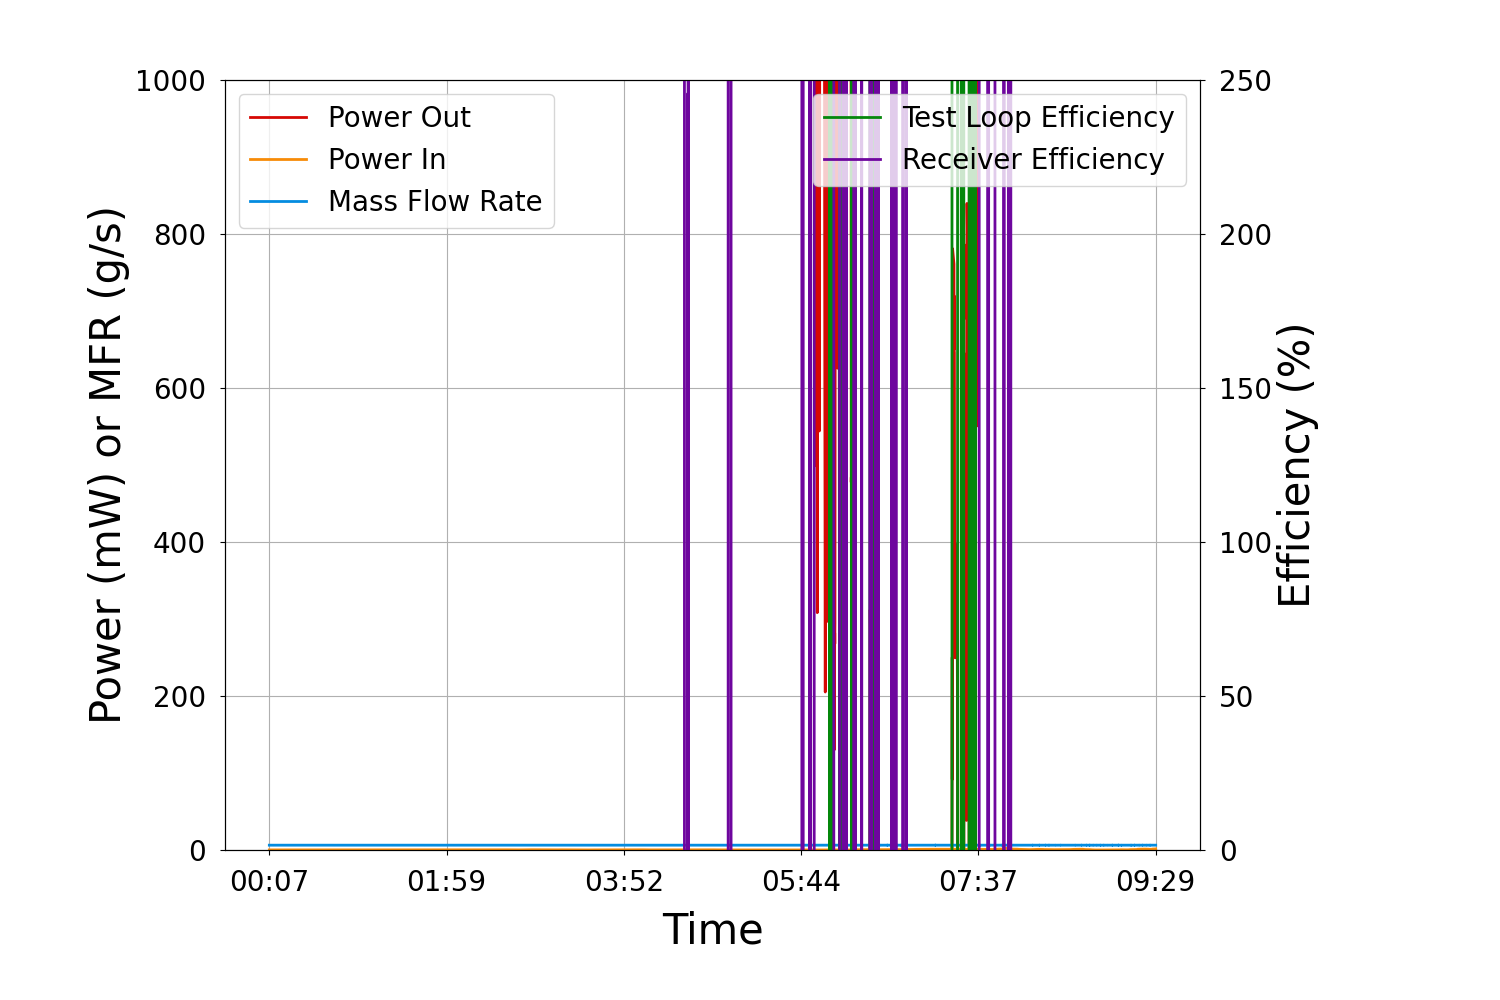 1000
800
600
400
200
0
Power (mW) or MFR (g/s)
Power Out
Power In
Mass Flow Rate
Test Loop Efficiency
Receiver Efficiency
250
200
150
100
50
0
Efficiency (%)
00:07 01:59 03:52 05:44 07:37 09:29
Time